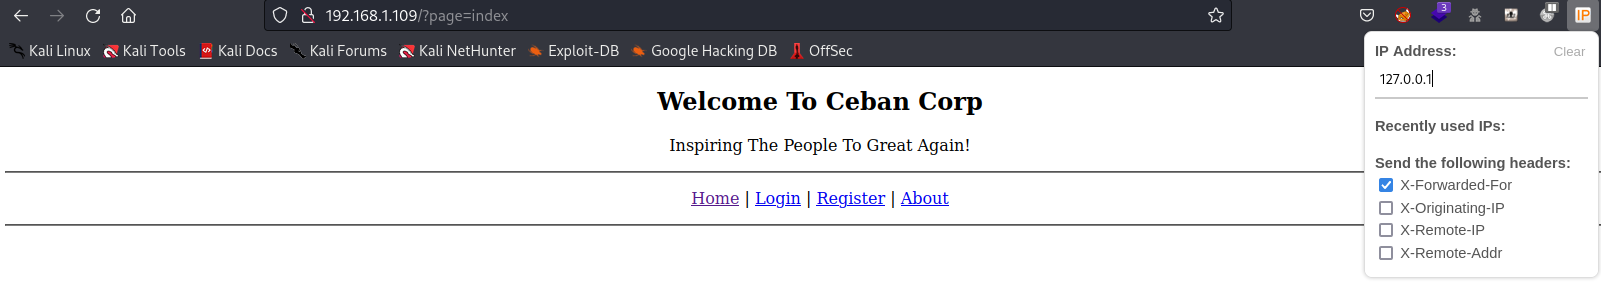 192.168.1.109/?page=index
3
IP
Kali Linux Kali Tools Kali Docs Kali Forums Kali NetHunter Exploit-DB Google Hacking DB OffSec
Welcome To Ceban Corp
Inspiring The People To Great Again!
Home | Login | Register | About
IP Address: Clear
127.0.0.1
Recently used IPs:
Send the following headers:
X-Forwarded-For
X-Originating-IP
X-Remote-IP
X-Remote-Addr